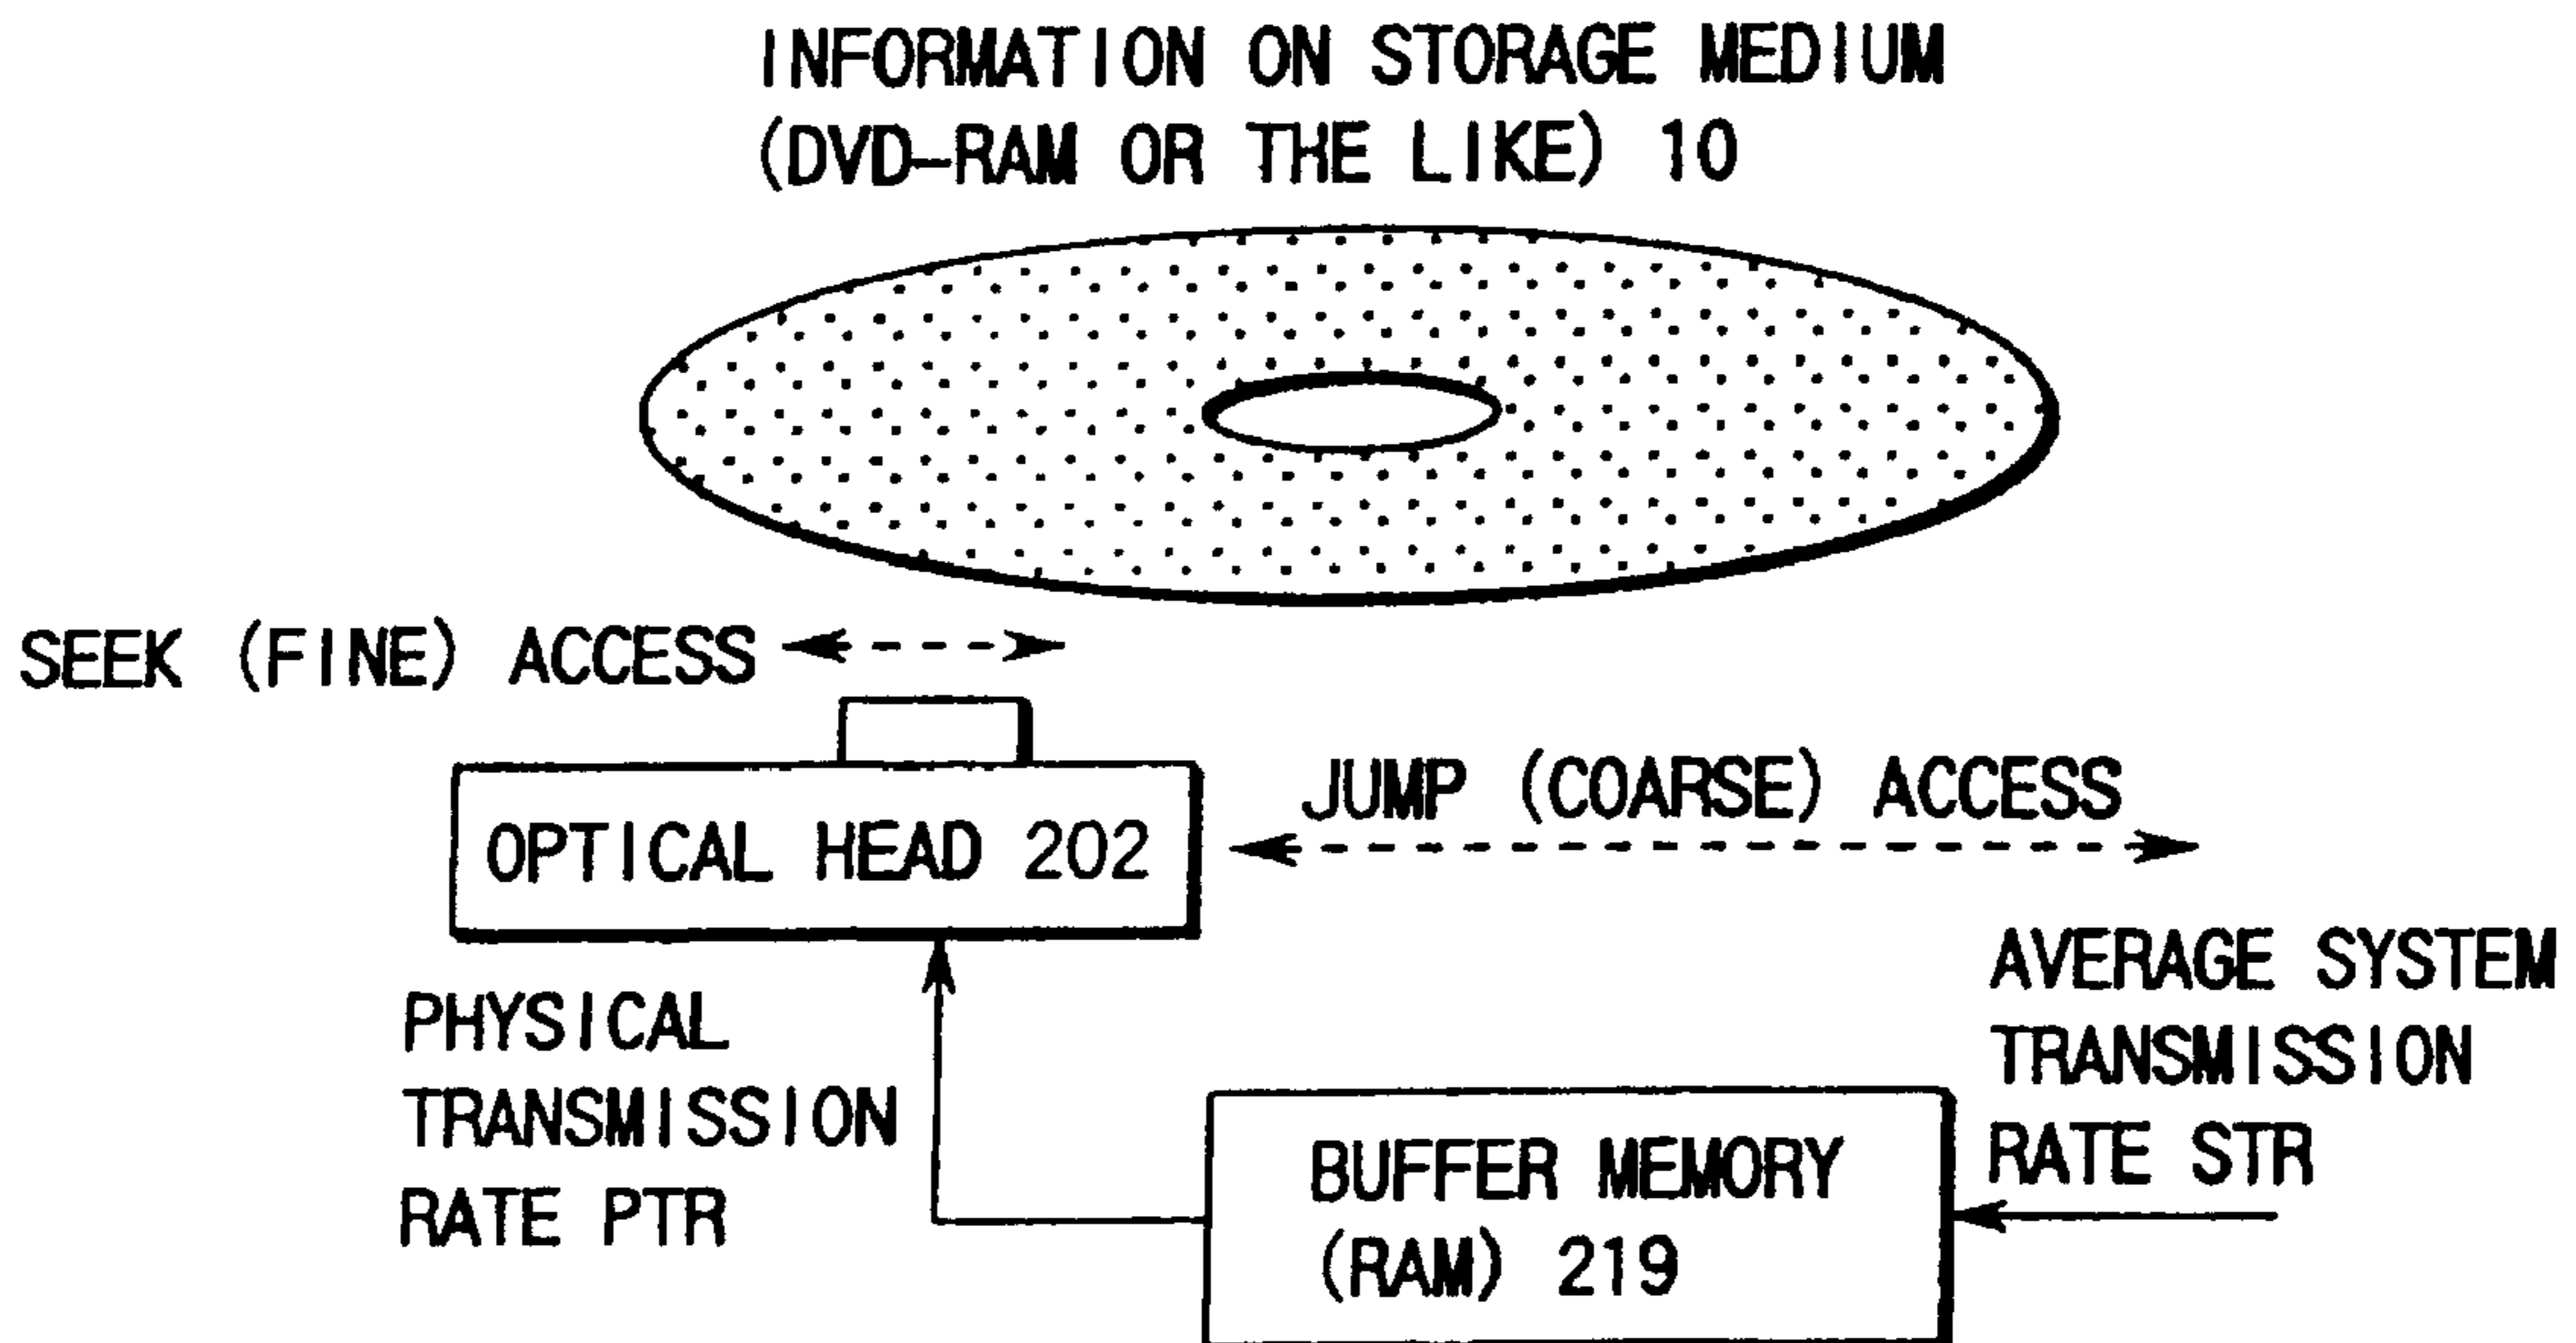 INFORMATION ON STORAGE MEDIUM
(DVD-RAM OR THE LIKE) 10
SEEK (FINE) ACCESS
OPTICAL HEAD 202
JUMP (COARSE) ACCESS
PHYSICAL
TRANSMISSION
RATE PTR
AVERAGE SYSTEM
TRANSMISSION
RATE STR
BUFFER MEMORY
(RAM) 219